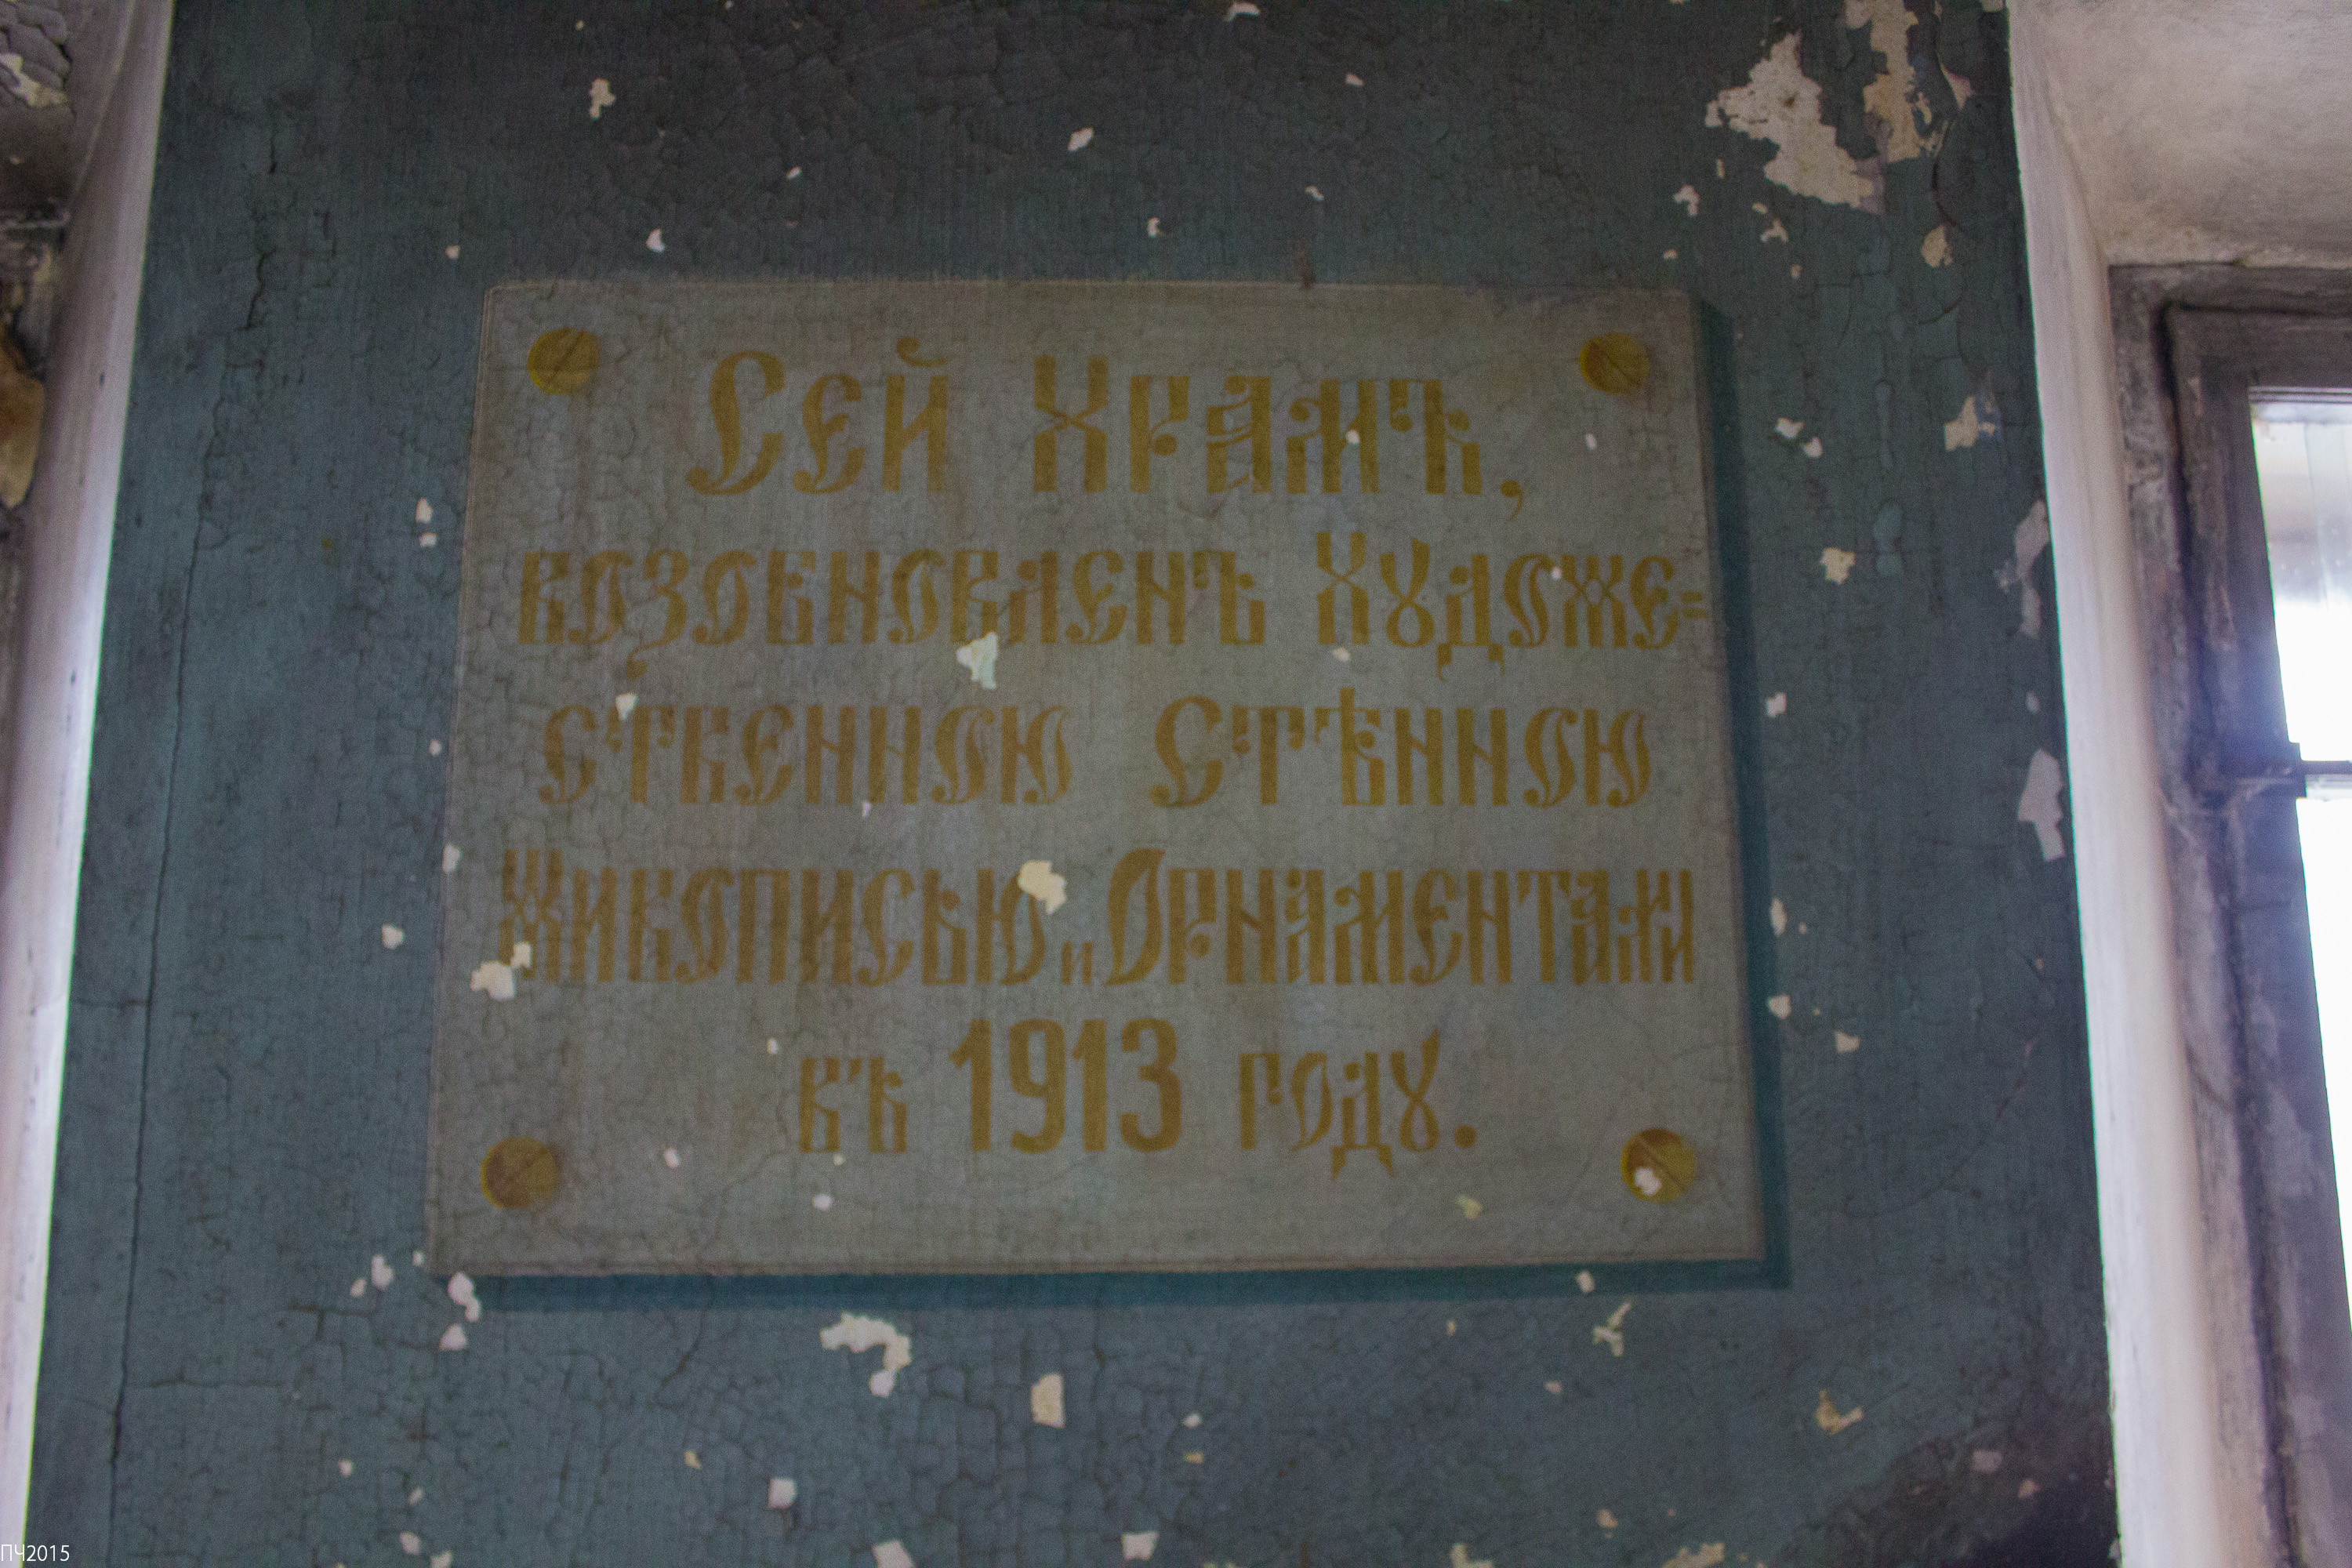 Сей Храмъ,
возобновленъ Художе=
ственною Стѣнною
Живописью и Орнаментами
въ 1913 году.
ПЧ2015